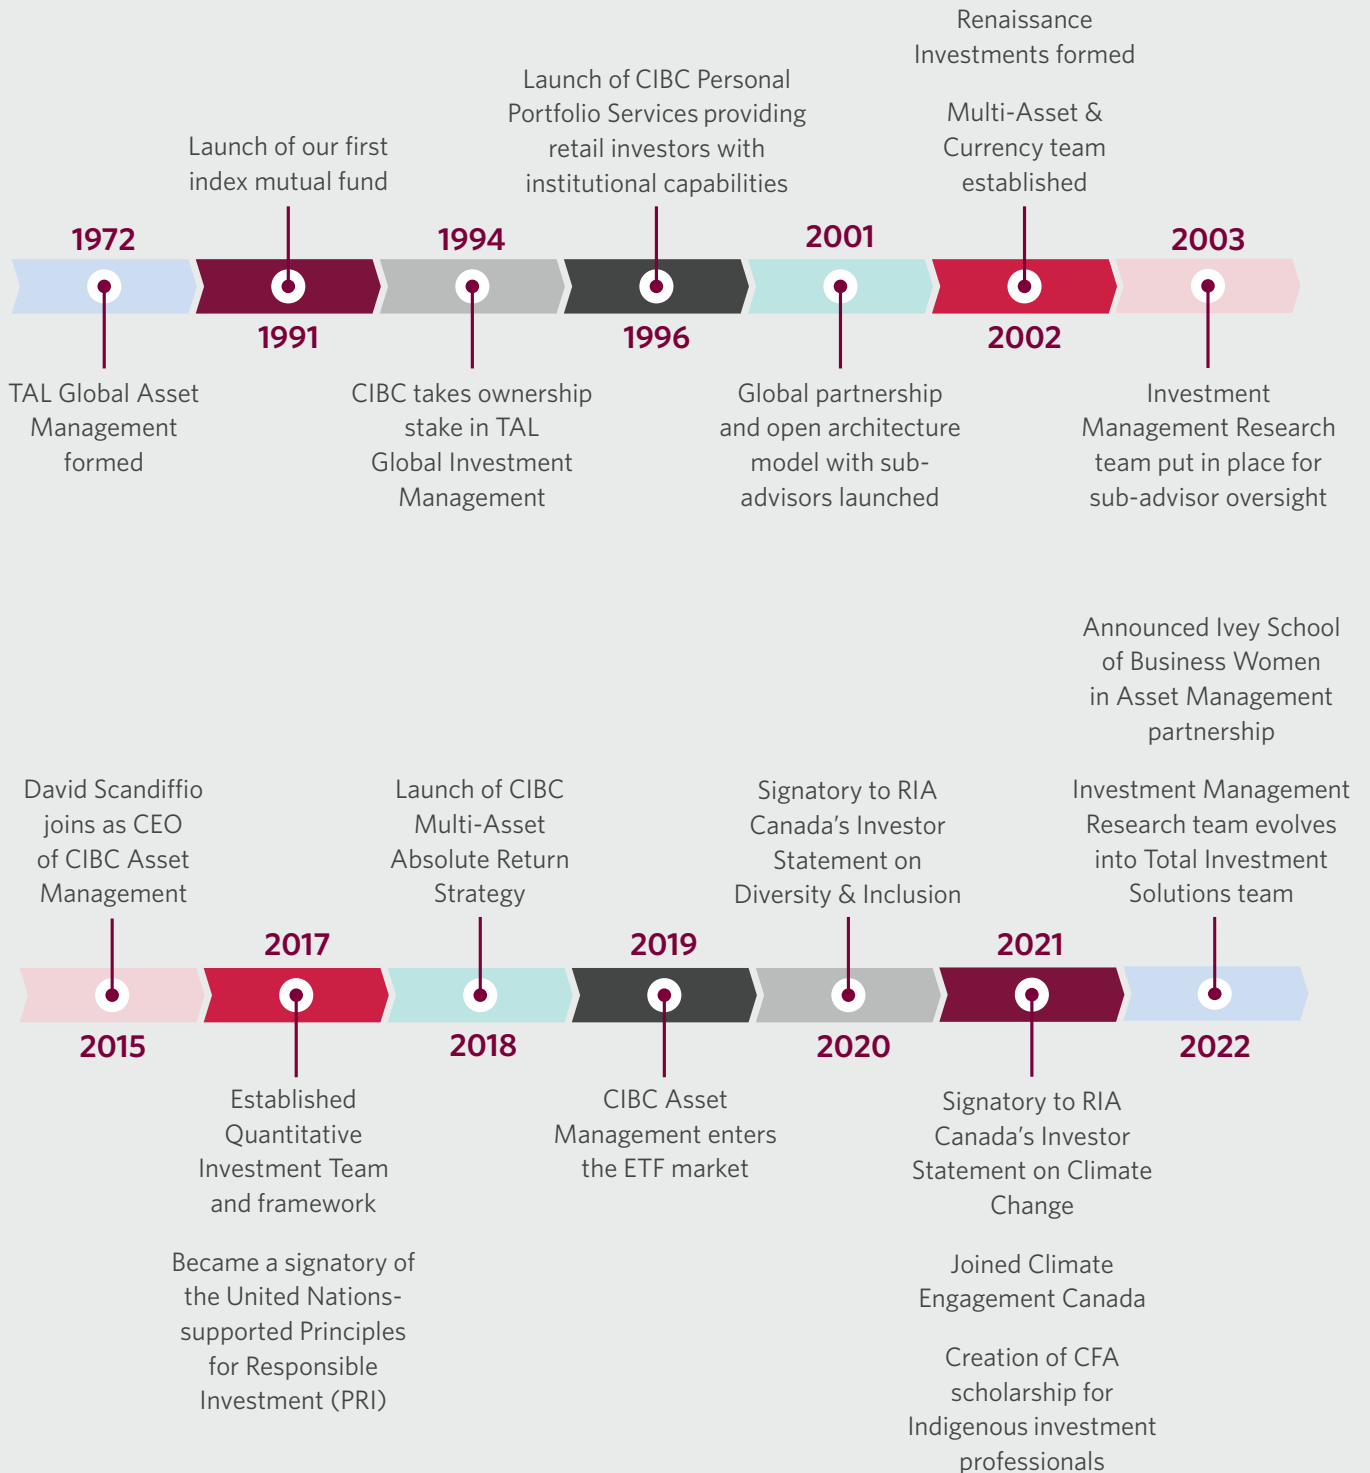 1972
TAL Global Asset
Management
formed
Launch of our first
index mutual fund
1991
1994
CIBC takes ownership
stake in TAL
Global Investment
Management
Launch of CIBC Personal
Portfolio Services providing
retail investors with
institutional capabilities
1996
2001
Global partnership
and open architecture
model with sub-
advisors launched
Renaissance
Investments formed
Multi-Asset &
Currency team
established
2002
2003
Investment
Management Research
team put in place for
sub-advisor oversight
David Scandiffio
joins as CEO
of CIBC Asset
Management
2015
2017
Established
Quantitative
Investment Team
and framework
Became a signatory of
the United Nations-
supported Principles
for Responsible
Investment (PRI)
Launch of CIBC
Multi-Asset
Absolute Return
Strategy
2018
2019
CIBC Asset
Management enters
the ETF market
Signatory to RIA
Canada’s Investor
Statement on
Diversity & Inclusion
2020
2021
Signatory to RIA
Canada’s Investor
Statement on Climate
Change
Joined Climate
Engagement Canada
Creation of CFA
scholarship for
Indigenous investment
professionals
Announced Ivey School
of Business Women
in Asset Management
partnership
Investment Management
Research team evolves
into Total Investment
Solutions team
2022